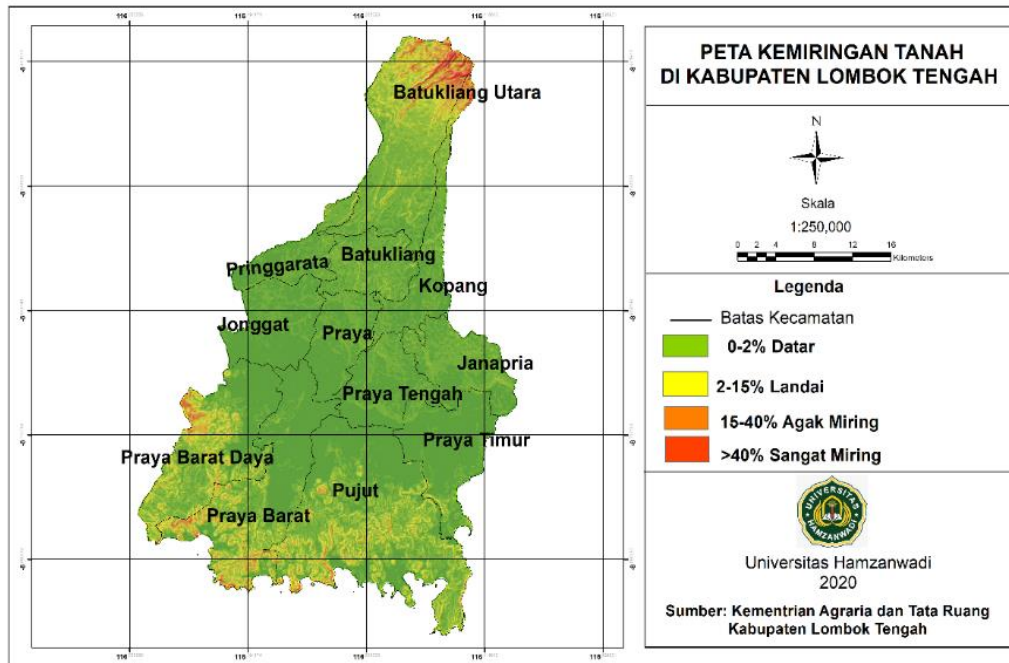 PETA KEMIRINGAN TANAH
DI KABUPATEN LOMBOK TENGAH
N
Skala
1:250,000
0 2 4 8 12 16
Kilometers
Legenda
Batas Kecamatan
0-2% Datar
2-15% Landai
15-40% Agak Miring
>40% Sangat Miring
UNIVERSITAS
HAMZANWADI
Universitas Hamzanwadi
2020
Sumber: Kementrian Agraria dan Tata Ruang
Kabupaten Lombok Tengah
Batukliang Utara
Batukliang
Pringgarata
Kopang
Jonggat
Praya
Janapria
Praya Tengah
Praya Timur
Praya Barat Daya
Pujut
Praya Barat